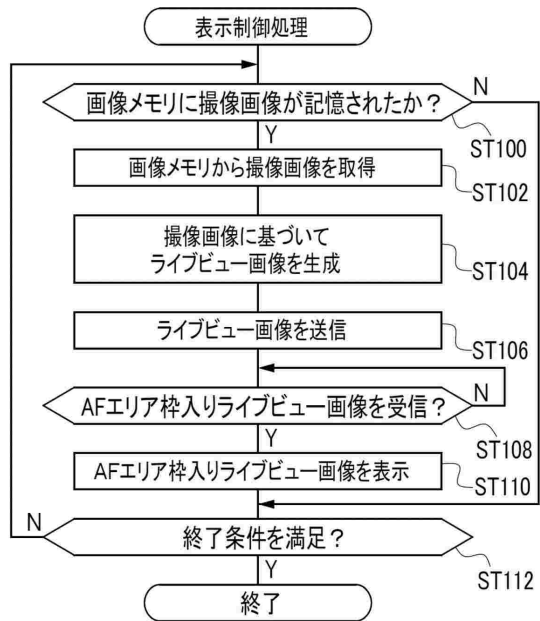 表示制御処理
画像メモリに撮像画像が記憶されたか？
N
Y
ST100
画像メモリから撮像画像を取得
ST102
撮像画像に基づいて
ライブビュー画像を生成
ST104
ライブビュー画像を送信
ST106
AFエリア枠入りライブビュー画像を受信？
N
Y
ST108
AFエリア枠入りライブビュー画像を表示
ST110
N
終了条件を満足？
Y
ST112
終了